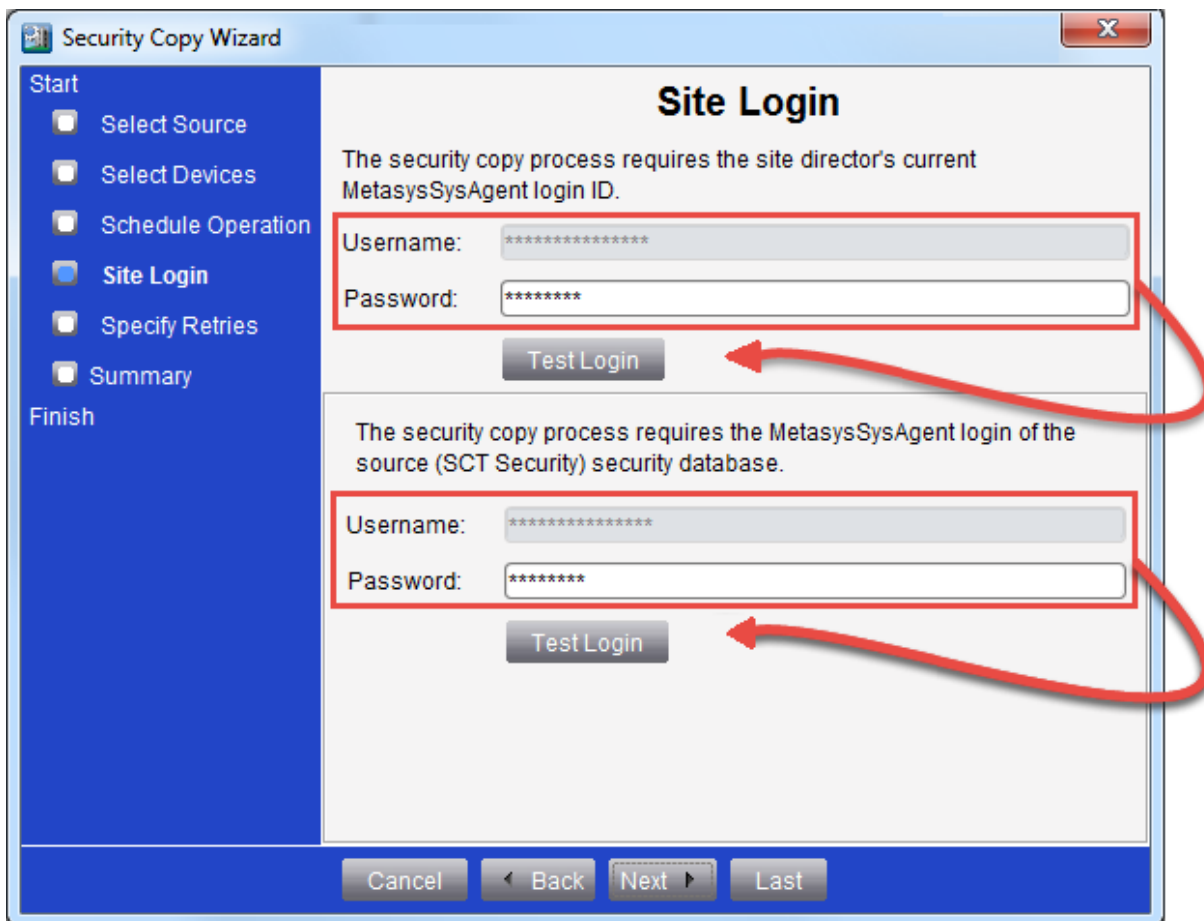 Security Copy Wizard
x
Start
Select Source
Select Devices
Schedule Operation
Site Login
Specify Retries
Summary
Finish
Site Login
The security copy process requires the site director's current
MetasysSysAgent login ID.
Username: ***************
Password: ********
Test Login
The security copy process requires the MetasysSysAgent login of the
source (SCT Security) security database.
Username: ***************
Password: ********
Test Login
Cancel
Back
Next
Last